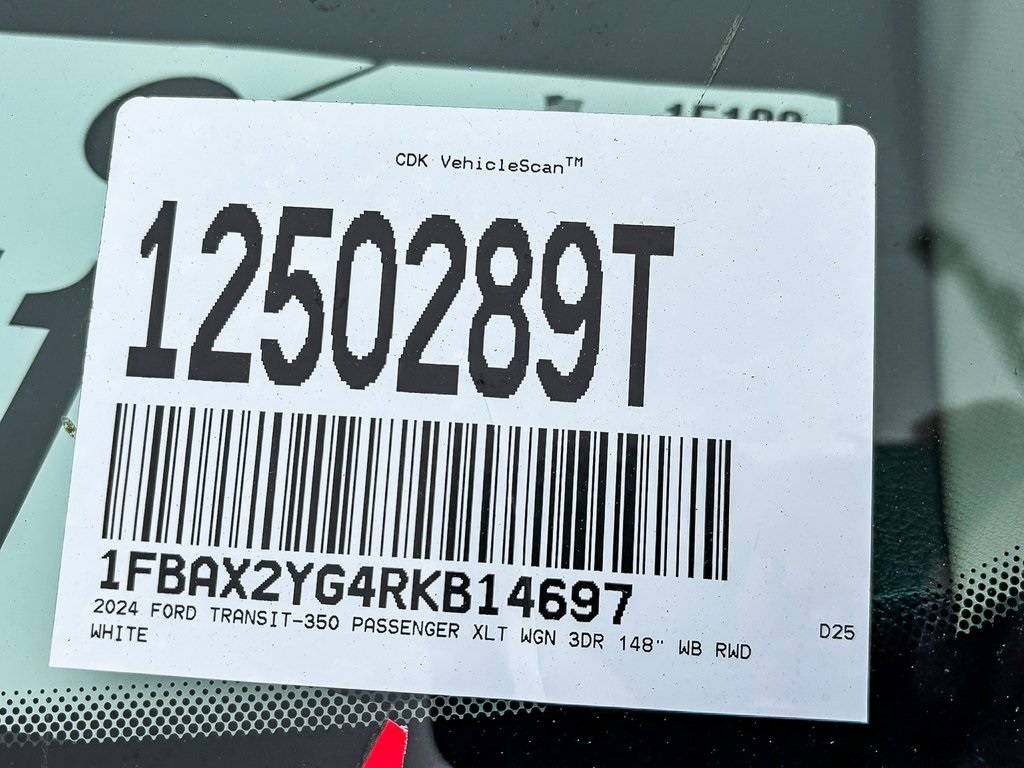 CDK VehicleScan™
1250289T
1FBAX2YG4RKB14697
2024 FORD TRANSIT-350 PASSENGER XLT WGN 3DR 148" WB RWD
WHITE
D25